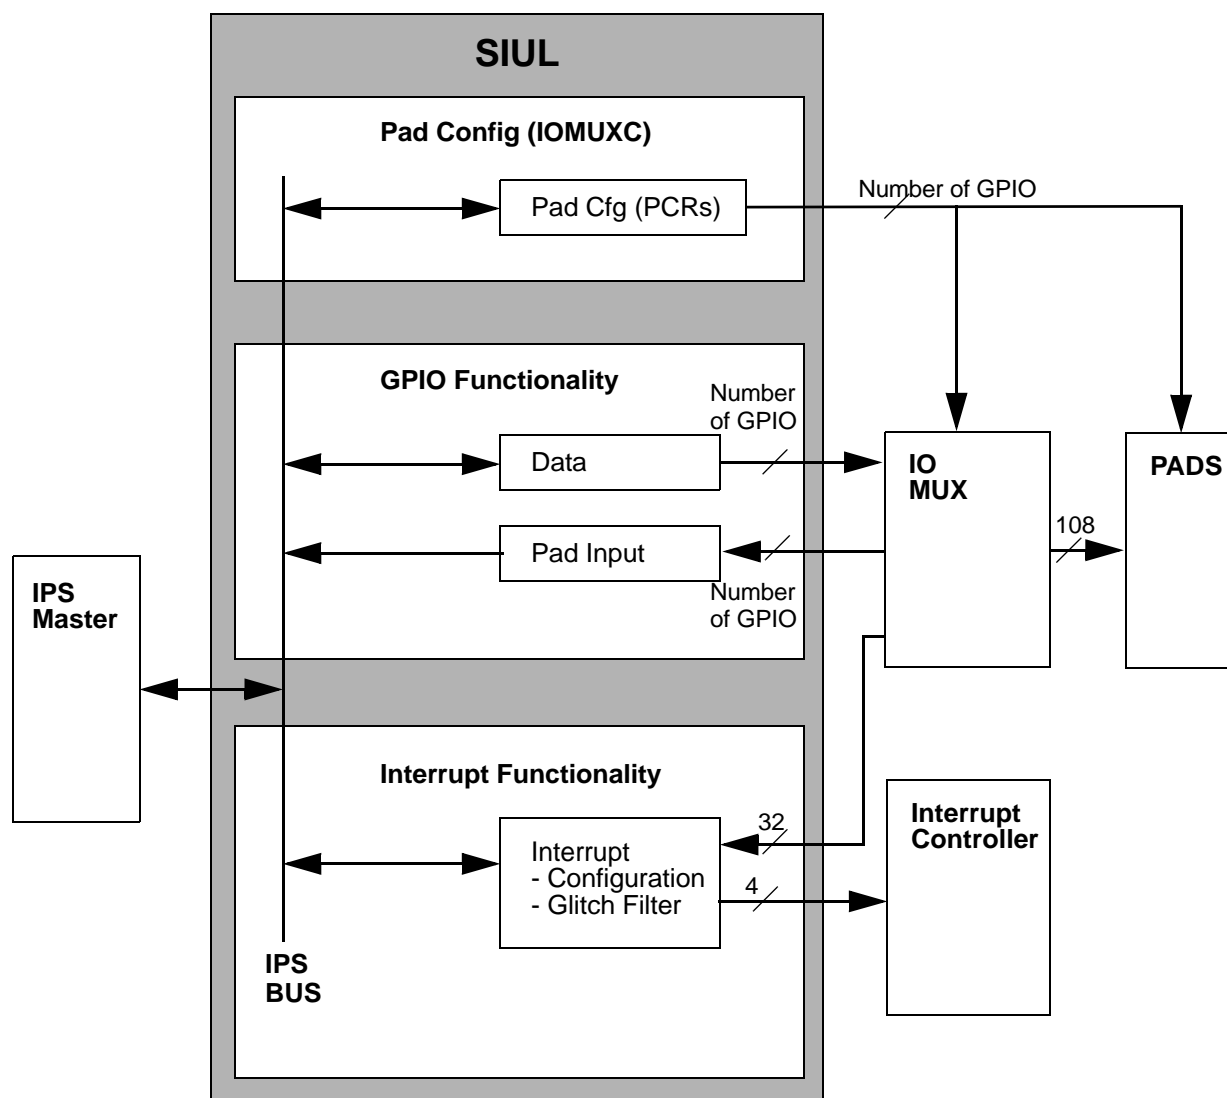 SIUL
Pad Config (IOMUXC)
Pad Cfg (PCRs)
Number of GPIO
GPIO Functionality
Number
of GPIO
Data
IO
MUX
PADS
108
Pad Input
Number
of GPIO
IPS
Master
Interrupt Functionality
32
Interrupt
- Configuration
- Glitch Filter
4
Interrupt
Controller
IPS
BUS